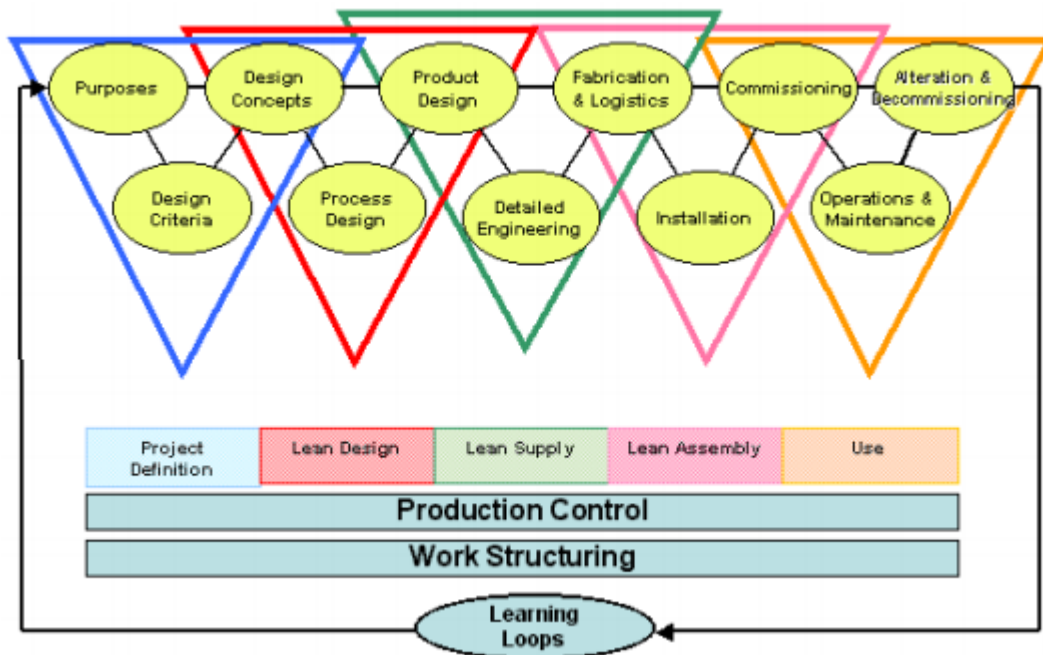 Purposes
Design
Concepts
Product
Design
Fabrication
& Logistics
Commissioning
Alteration &
Decommissioning
Design
Criteria
Process
Design
Detailed
Engineering
Installation
Operations &
Maintenance
Project
Definition
Lean Design
Lean Supply
Lean Assembly
Use
Production Control
Work Structuring
Learning
Loops